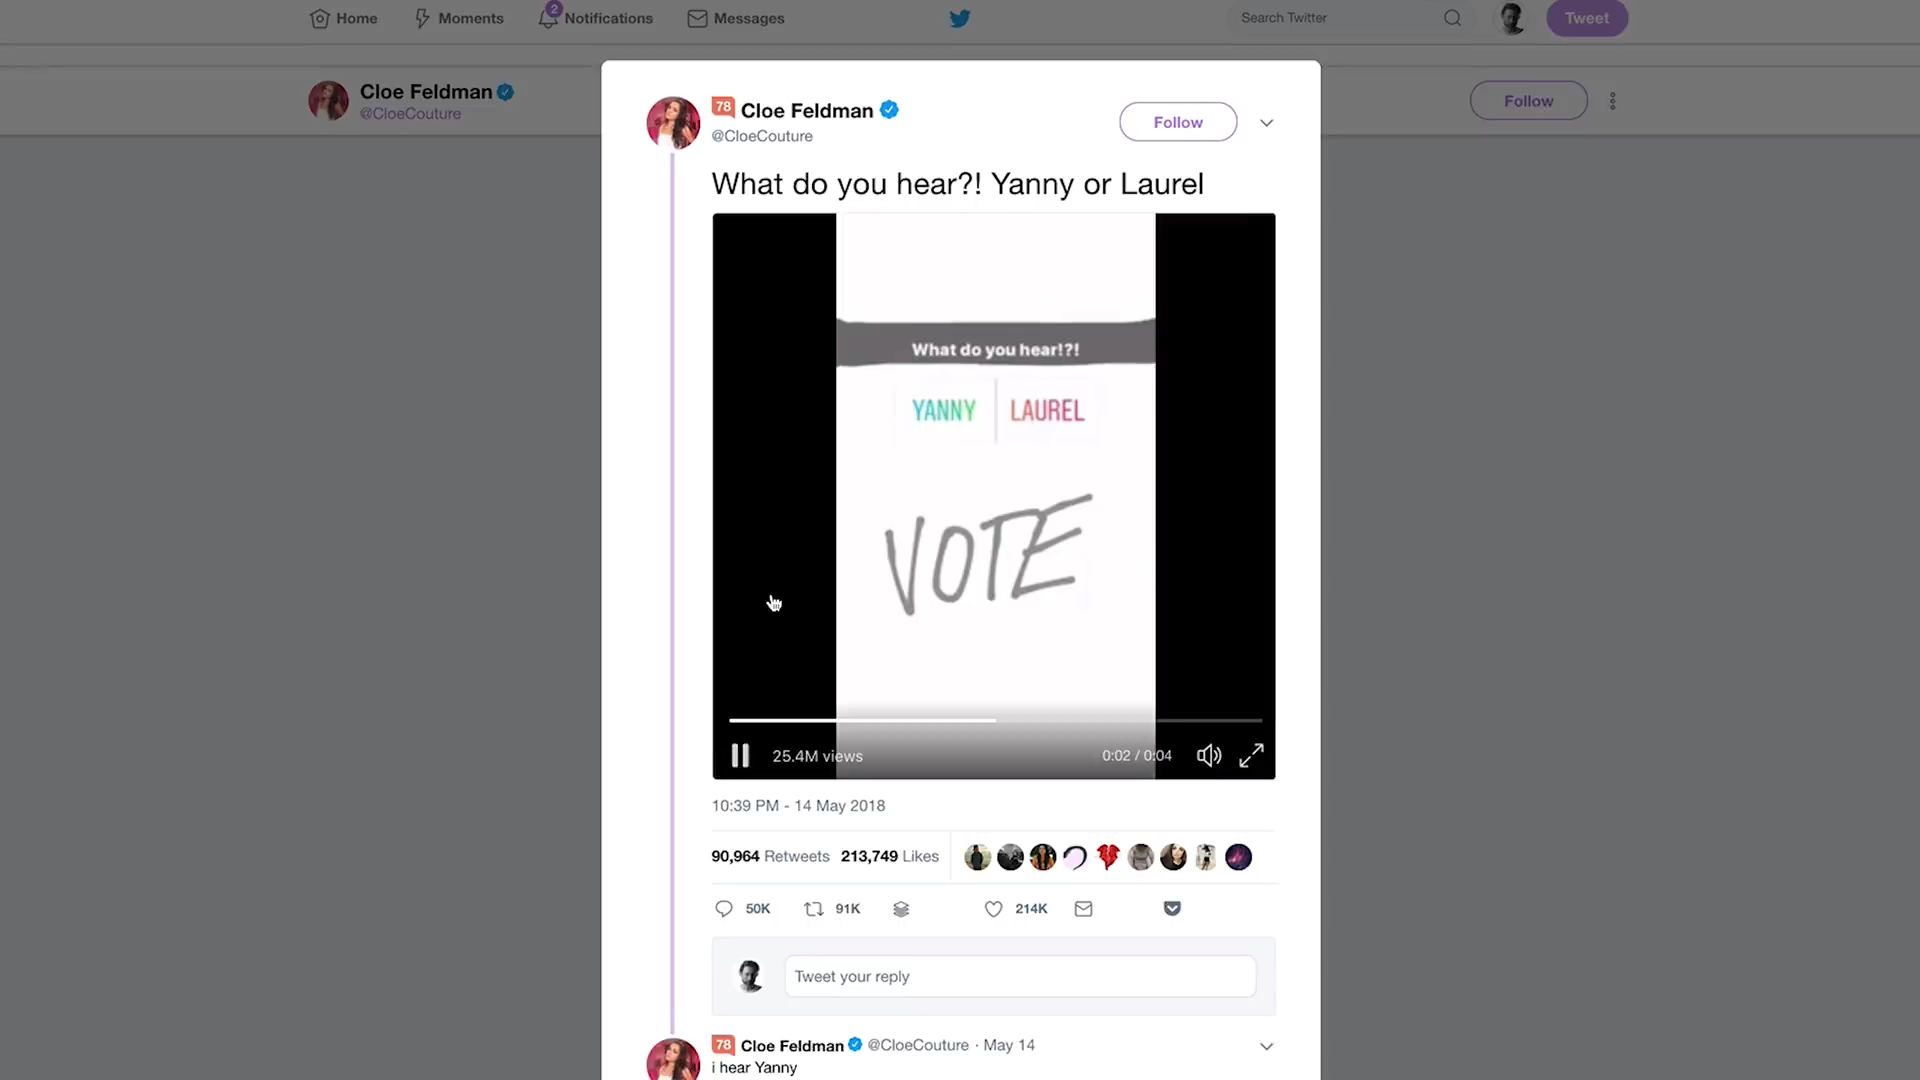 Home
Moments
2
Notifications
Messages
Search Twitter
Tweet
Cloe Feldman
@CloeCouture
Follow
78 Cloe Feldman
@CloeCouture
Follow
What do you hear?! Yanny or Laurel
What do you hear!?!
YANNY
LAUREL
VOTE
25.4M views
0:02 / 0:04
10:39 PM - 14 May 2018
90,964 Retweets 213,749 Likes
50K
91K
214K
Tweet your reply
78 Cloe Feldman @CloeCouture · May 14
i hear Yanny